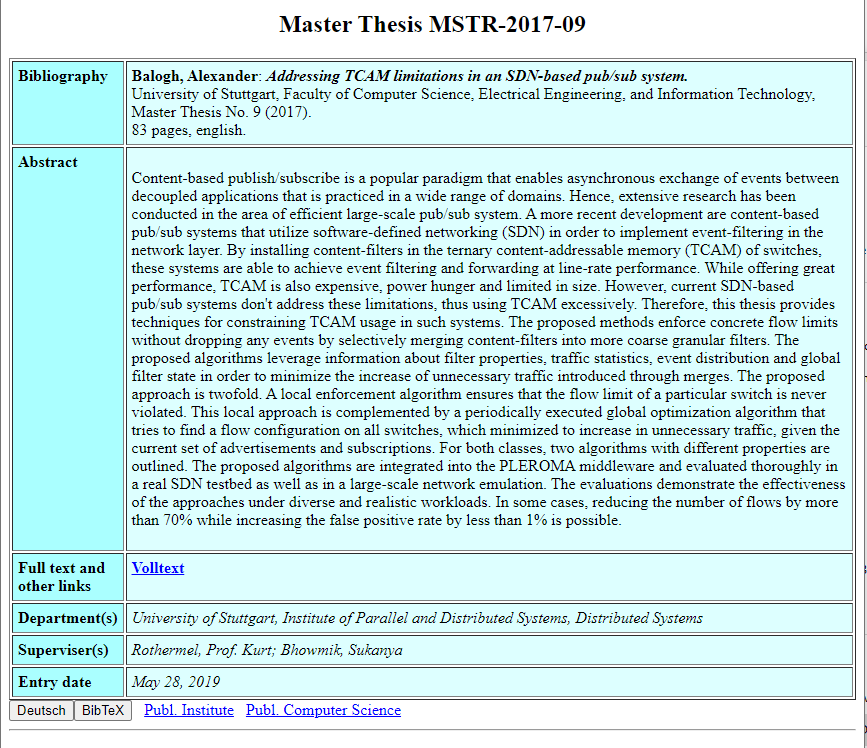 Master Thesis MSTR-2017-09
Bibliography
Balogh, Alexander: Addressing TCAM limitations in an SDN-based pub/sub system.
University of Stuttgart, Faculty of Computer Science, Electrical Engineering, and Information Technology,
Master Thesis No. 9 (2017).
83 pages, english.
Abstract
Content-based publish/subscribe is a popular paradigm that enables asynchronous exchange of events between
decoupled applications that is practiced in a wide range of domains. Hence, extensive research has been
conducted in the area of efficient large-scale pub/sub system. A more recent development are content-based
pub/sub systems that utilize software-defined networking (SDN) in order to implement event-filtering in the
network layer. By installing content-filters in the ternary content-addressable memory (TCAM) of switches,
these systems are able to achieve event filtering and forwarding at line-rate performance. While offering great
performance, TCAM is also expensive, power hunger and limited in size. However, current SDN-based
pub/sub systems don't address these limitations, thus using TCAM excessively. Therefore, this thesis provides
techniques for constraining TCAM usage in such systems. The proposed methods enforce concrete flow limits
without dropping any events by selectively merging content-filters into more coarse granular filters. The
proposed algorithms leverage information about filter properties, traffic statistics, event distribution and global
filter state in order to minimize the increase of unnecessary traffic introduced through merges. The proposed
approach is twofold. A local enforcement algorithm ensures that the flow limit of a particular switch is never
violated. This local approach is complemented by a periodically executed global optimization algorithm that
tries to find a flow configuration on all switches, which minimized to increase in unnecessary traffic, given the
current set of advertisements and subscriptions. For both classes, two algorithms with different properties are
outlined. The proposed algorithms are integrated into the PLEROMA middleware and evaluated thoroughly in
a real SDN testbed as well as in a large-scale network emulation. The evaluations demonstrate the effectiveness
of the approaches under diverse and realistic workloads. In some cases, reducing the number of flows by more
than 70% while increasing the false positive rate by less than 1% is possible.
Full text and
other links
Volltext
Department(s)
University of Stuttgart, Institute of Parallel and Distributed Systems, Distributed Systems
Superviser(s)
Rothermel, Prof. Kurt; Bhowmik, Sukanya
Entry date
May 28, 2019
Deutsch BibTeX Publ. Institute Publ. Computer Science